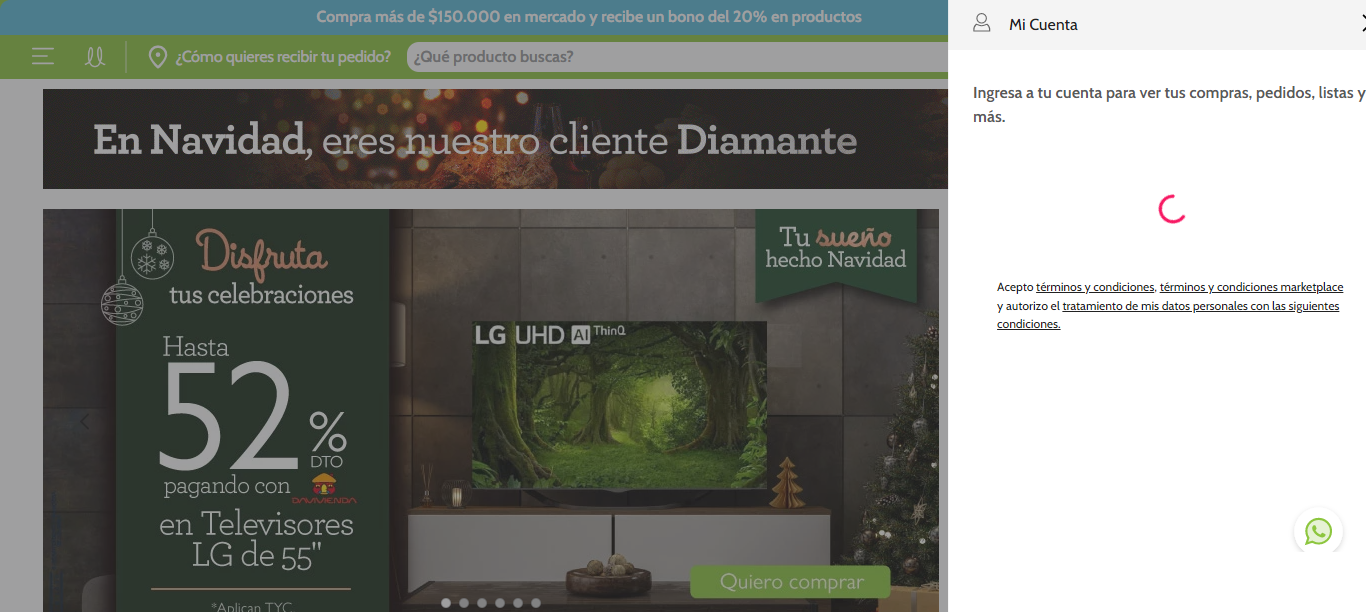 Compra más de $150.000 en mercado y recibe un bono del 20% en productos
¿Cómo quieres recibir tu pedido?
¿Qué producto buscas?
En Navidad, eres nuestro cliente Diamante
Disfruta
tus celebraciones
Hasta
52%
DTO
pagando con
DAVIVIENDA
en Televisores
LG de 55"
*Aplican TYC
Tu sueño
hecho Navidad
LG UHD AI ThinQ
Quiero comprar
Mi Cuenta
Ingresa a tu cuenta para ver tus compras, pedidos, listas y
más.
Acepto términos y condiciones, términos y condiciones marketplace
y autorizo el tratamiento de mis datos personales con las siguientes
condiciones.